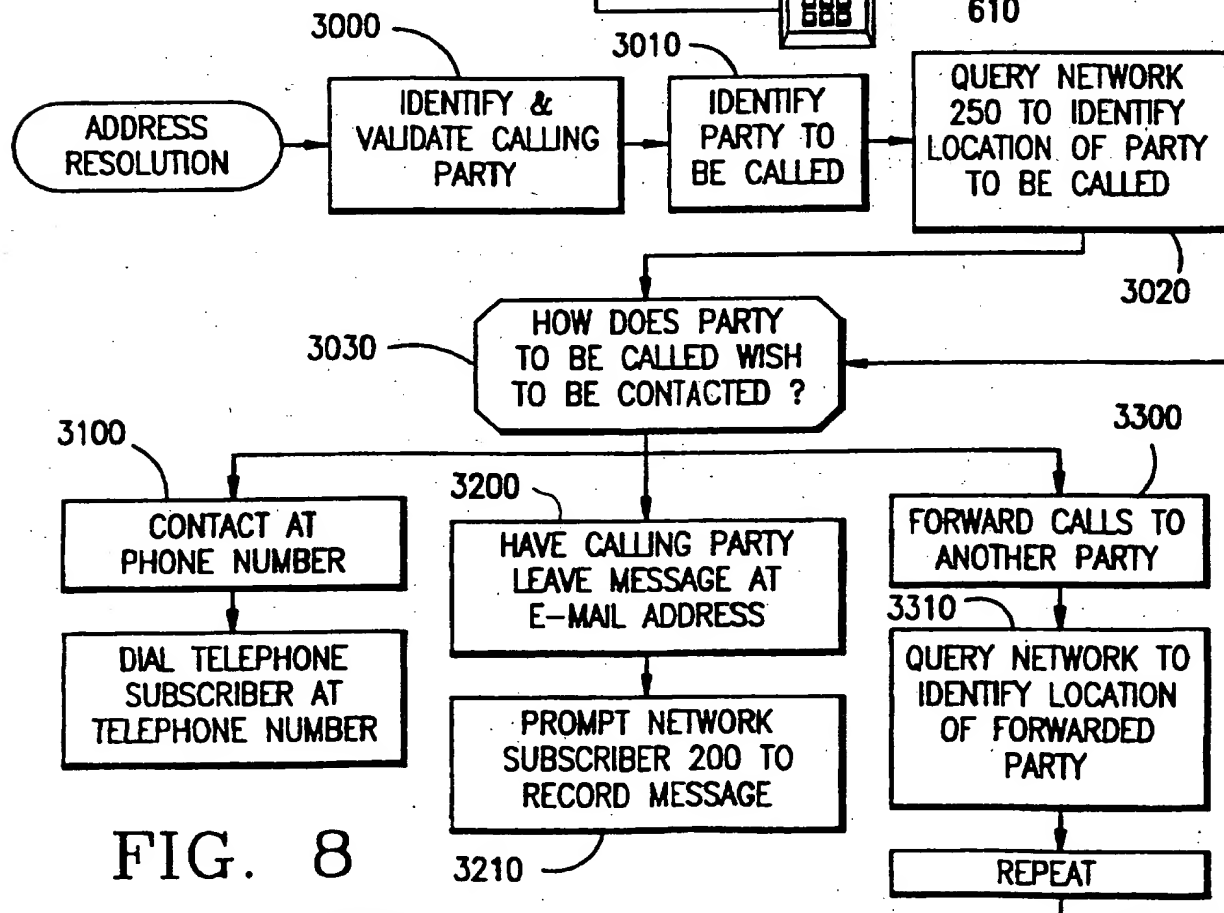 610
3000
3010
ADDRESS
RESOLUTION
IDENTIFY &
VALIDATE CALLING
PARTY
IDENTIFY
PARTY TO
BE CALLED
QUERY NETWORK
250 TO IDENTIFY
LOCATION OF PARTY
TO BE CALLED
3020
3030
HOW DOES PARTY
TO BE CALLED WISH
TO BE CONTACTED ?
3100
CONTACT AT
PHONE NUMBER
DIAL TELEPHONE
SUBSCRIBER AT
TELEPHONE NUMBER
3200
HAVE CALLING PARTY
LEAVE MESSAGE AT
E-MAIL ADDRESS
PROMPT NETWORK
SUBSCRIBER 200 TO
RECORD MESSAGE
3210
3300
FORWARD CALLS TO
ANOTHER PARTY
3310
QUERY NETWORK TO
IDENTIFY LOCATION
OF FORWARDED
PARTY
REPEAT
FIG. 8